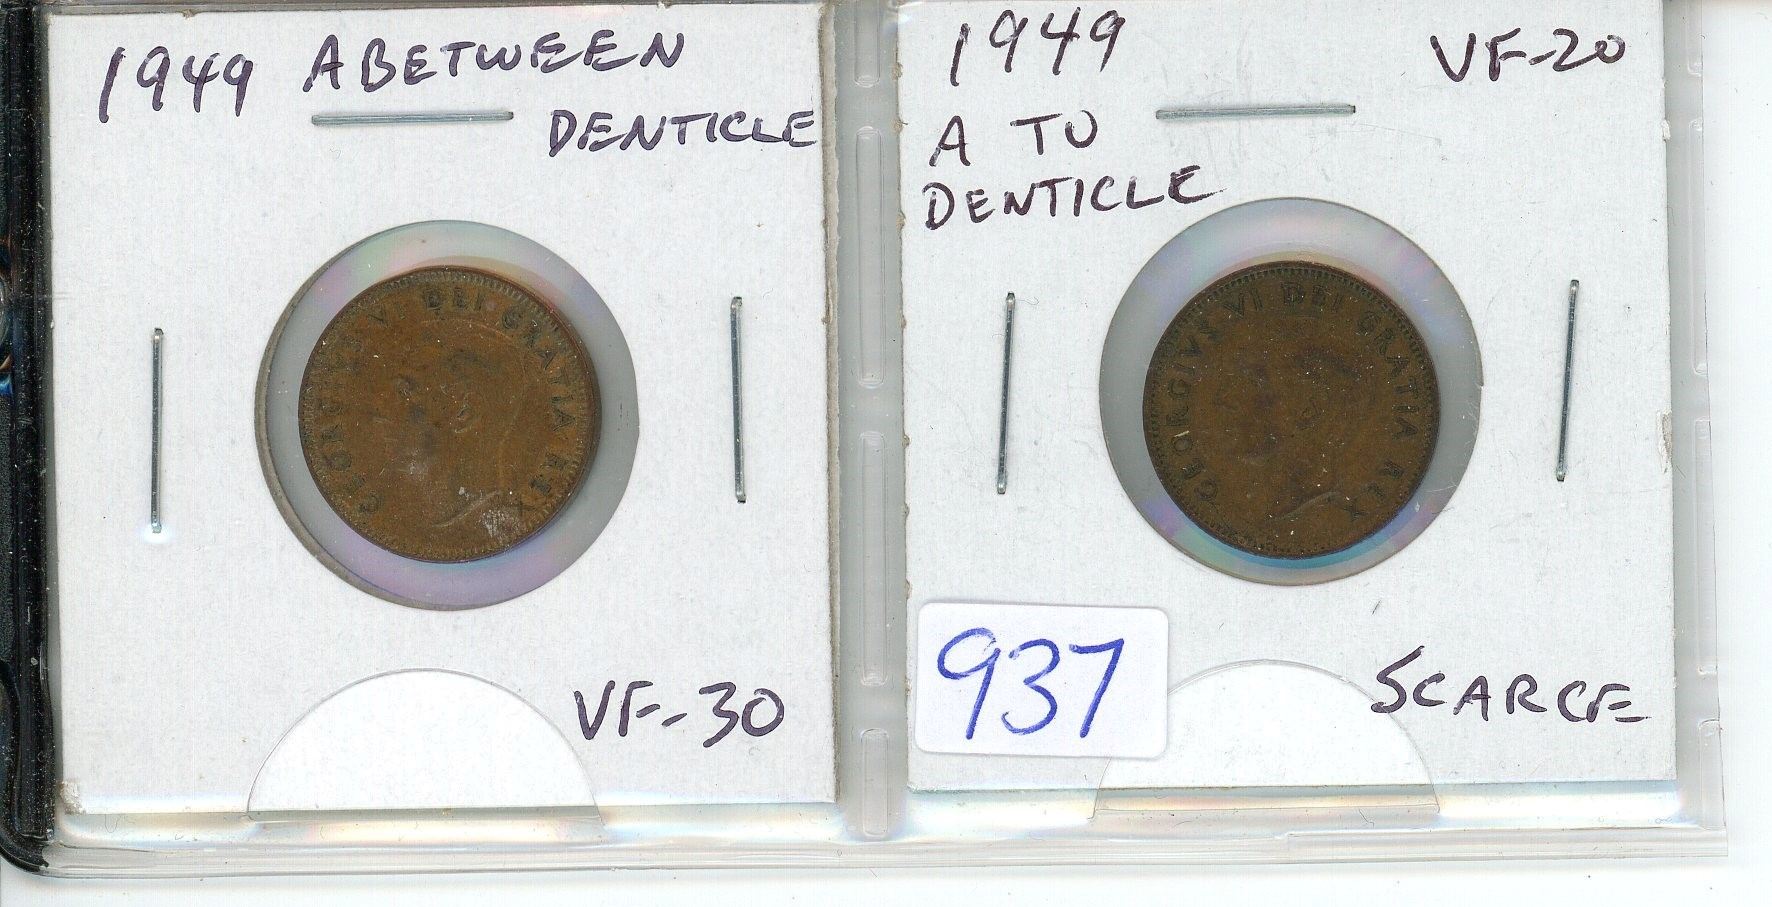 1949 A BETWEEN
DENTICLE
GEORGIVS VI DEI GRATIA REX
VF-30
1949
VF-20
A TO
DENTICLE
GEORGIVS VI DEI GRATIA REX
937
SCARCE